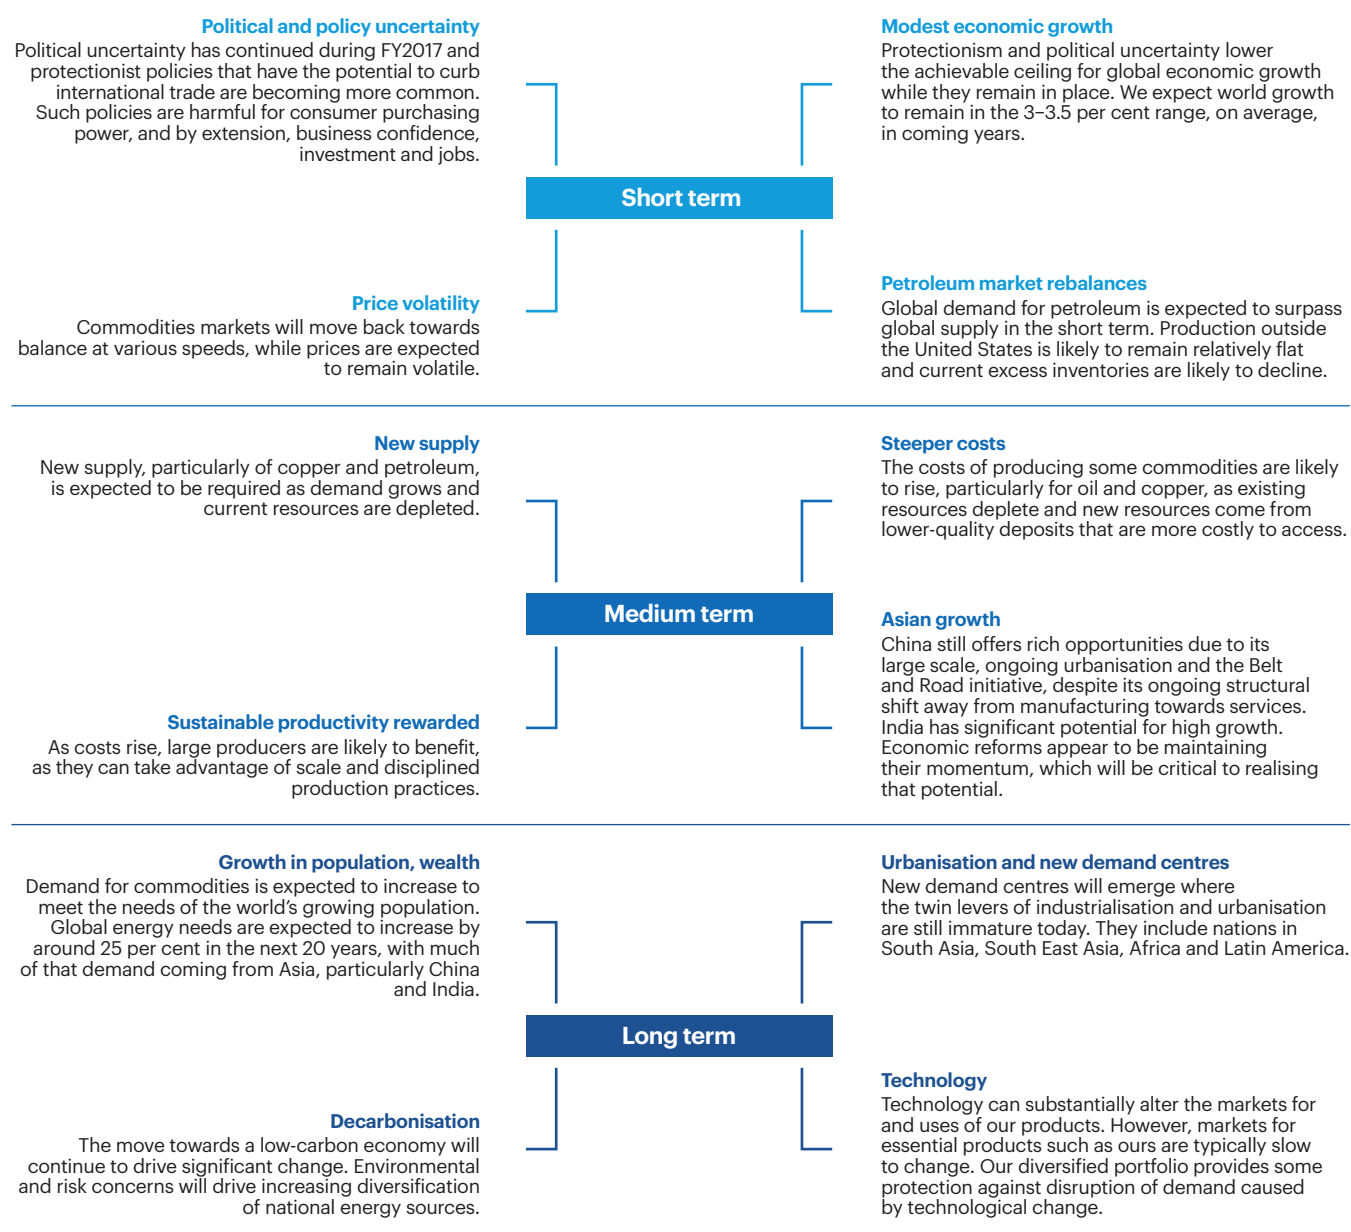 Political and policy uncertainty
Political uncertainty has continued during FY2017 and
protectionist policies that have the potential to curb
international trade are becoming more common.
Such policies are harmful for consumer purchasing
power, and by extension, business confidence,
investment and jobs.
Modest economic growth
Protectionism and political uncertainty lower
the achievable ceiling for global economic growth
while they remain in place. We expect world growth
to remain in the 3–3.5 per cent range, on average,
in coming years.
Short term
Price volatility
Commodities markets will move back towards
balance at various speeds, while prices are expected
to remain volatile.
Petroleum market rebalances
Global demand for petroleum is expected to surpass
global supply in the short term. Production outside
the United States is likely to remain relatively flat
and current excess inventories are likely to decline.
New supply
New supply, particularly of copper and petroleum,
is expected to be required as demand grows and
current resources are depleted.
Steeper costs
The costs of producing some commodities are likely
to rise, particularly for oil and copper, as existing
resources deplete and new resources come from
lower-quality deposits that are more costly to access.
Medium term
Sustainable productivity rewarded
As costs rise, large producers are likely to benefit,
as they can take advantage of scale and disciplined
production practices.
Asian growth
China still offers rich opportunities due to its
large scale, ongoing urbanisation and the Belt
and Road initiative, despite its ongoing structural
shift away from manufacturing towards services.
India has significant potential for high growth.
Economic reforms appear to be maintaining
their momentum, which will be critical to realising
that potential.
Growth in population, wealth
Demand for commodities is expected to increase to
meet the needs of the world’s growing population.
Global energy needs are expected to increase by
around 25 per cent in the next 20 years, with much
of that demand coming from Asia, particularly China
and India.
Urbanisation and new demand centres
New demand centres will emerge where
the twin levers of industrialisation and urbanisation
are still immature today. They include nations in
South Asia, South East Asia, Africa and Latin America.
Long term
Decarbonisation
The move towards a low-carbon economy will
continue to drive significant change. Environmental
and risk concerns will drive increasing diversification
of national energy sources.
Technology
Technology can substantially alter the markets for
and uses of our products. However, markets for
essential products such as ours are typically slow
to change. Our diversified portfolio provides some
protection against disruption of demand caused
by technological change.